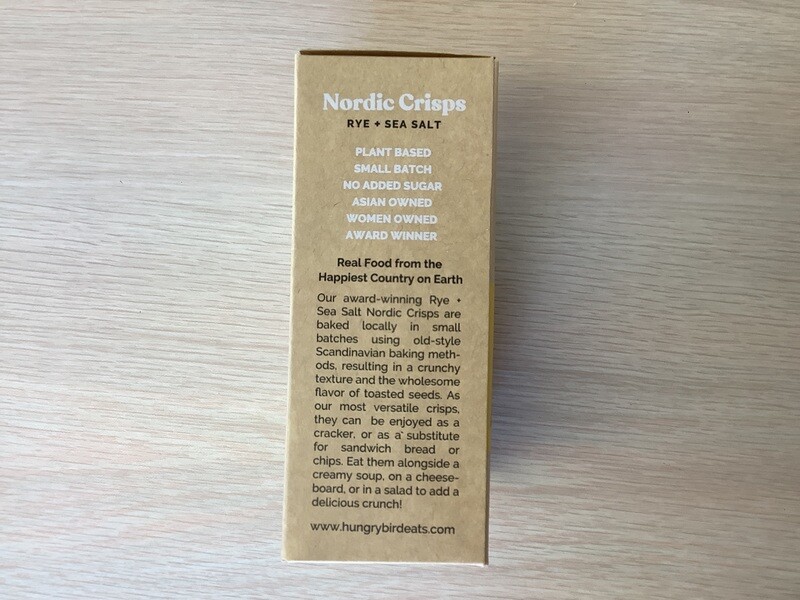 Nordic Crisps
RYE + SEA SALT
PLANT BASED
SMALL BATCH
NO ADDED SUGAR
ASIAN OWNED
WOMEN OWNED
AWARD WINNER
Real Food from the
Happiest Country on Earth
Our award-winning Rye +
Sea Salt Nordic Crisps are
baked locally in small
batches using old-style
Scandinavian baking meth-
ods, resulting in a crunchy
texture and the wholesome
flavor of toasted seeds. As
our most versatile crisps,
they can be enjoyed as a
cracker, or as a substitute
for sandwich bread or
chips. Eat them alongside a
creamy soup, on a cheese-
board, or in a salad to add a
delicious crunch!
www.hungrybirdeats.com